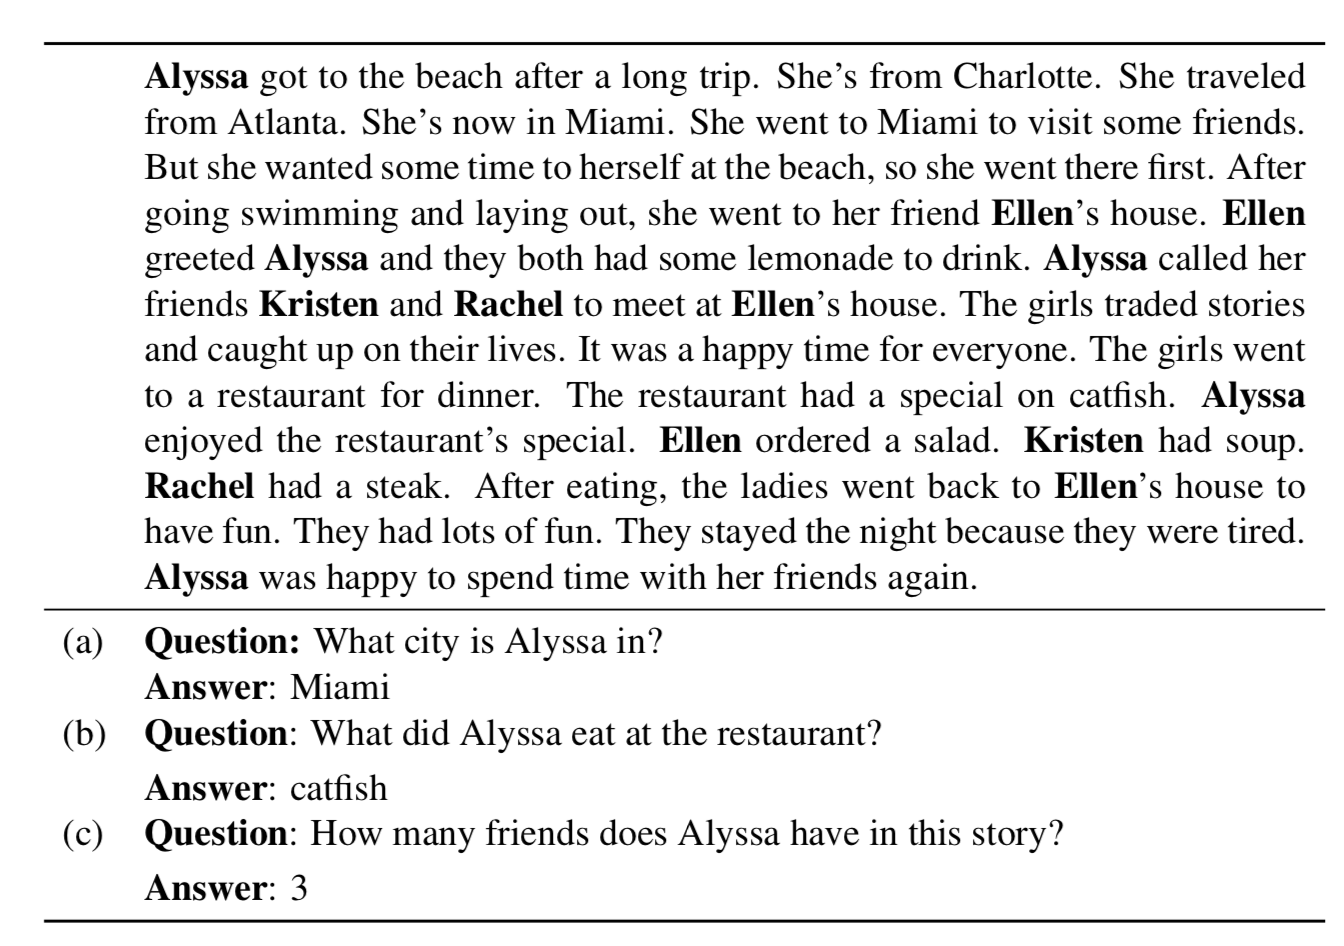 Alyssa got to the beach after a long trip. She's from Charlotte. She traveled
from Atlanta. She's now in Miami. She went to Miami to visit some friends.
But she wanted some time to herself at the beach, so she went there first. After
going swimming and laying out, she went to her friend Ellen's house. Ellen
greeted Alyssa and they both had some lemonade to drink. Alyssa called her
friends Kristen and Rachel to meet at Ellen's house. The girls traded stories
and caught up on their lives. It was a happy time for everyone. The girls went
to a restaurant for dinner. The restaurant had a special on catfish. Alyssa
enjoyed the restaurant's special. Ellen ordered a salad. Kristen had soup.
Rachel had a steak. After eating, the ladies went back to Ellen's house to
have fun. They had lots of fun. They stayed the night because they were tired.
Alyssa was happy to spend time with her friends again.
(a) Question: What city is Alyssa in?
Answer: Miami
(b) Question: What did Alyssa eat at the restaurant?
Answer: catfish
(c) Question: How many friends does Alyssa have in this story?
Answer: 3